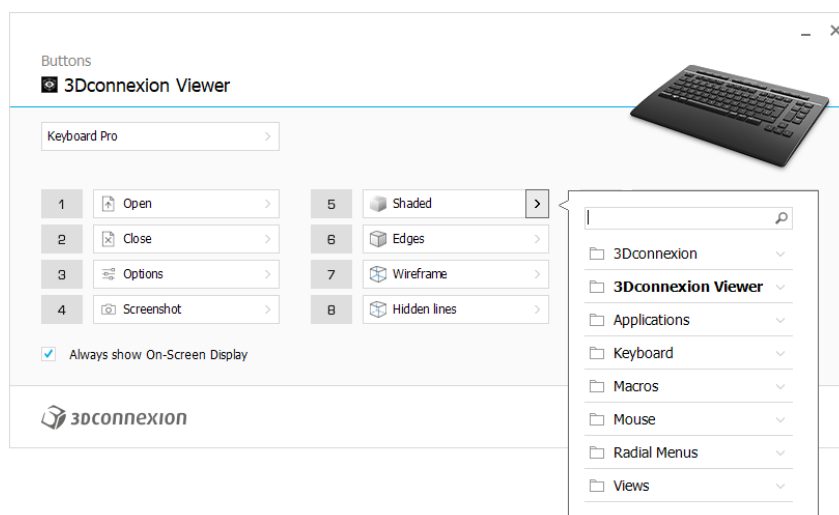 Buttons
3Dconnexion Viewer
Keyboard Pro
1 Open
2 Close
3 Options
4 Screenshot
5 Shaded
6 Edges
7 Wireframe
8 Hidden lines
Always show On-Screen Display
3Dconnexion
3Dconnexion
3Dconnexion Viewer
Applications
Keyboard
Macros
Mouse
Radial Menus
Views